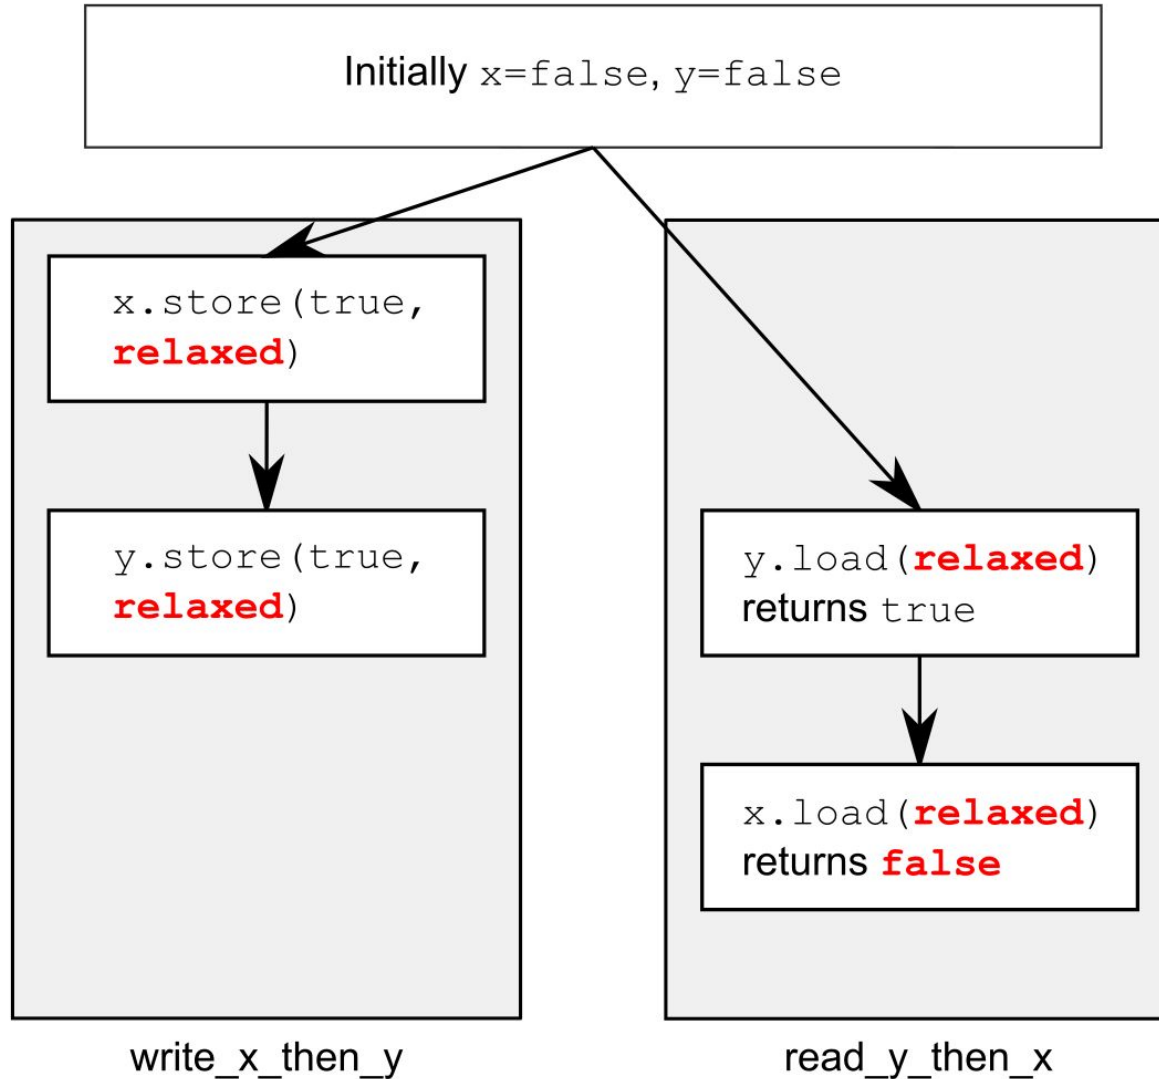 Initially x=false, y=false
x.store(true,
relaxed)
y.store(true,
relaxed)
write_x_then_y
y.load(relaxed)
returns true
x.load(relaxed)
returns false
read_y_then_x